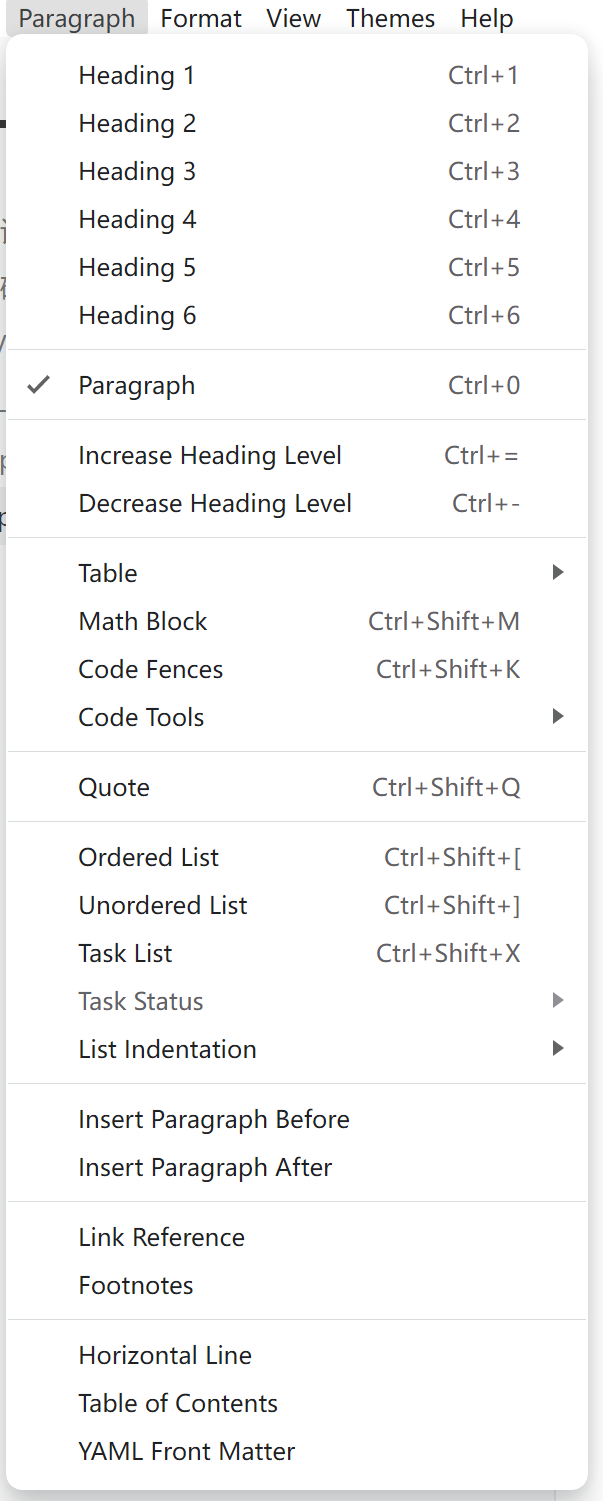 Paragraph Format View Themes Help
Heading 1 Ctrl+1
Heading 2 Ctrl+2
Heading 3 Ctrl+3
Heading 4 Ctrl+4
Heading 5 Ctrl+5
Heading 6 Ctrl+6
Paragraph Ctrl+0
Increase Heading Level Ctrl+=
Decrease Heading Level Ctrl+-
Table
Math Block Ctrl+Shift+M
Code Fences Ctrl+Shift+K
Code Tools
Quote Ctrl+Shift+Q
Ordered List Ctrl+Shift+[
Unordered List Ctrl+Shift+]
Task List Ctrl+Shift+X
Task Status
List Indentation
Insert Paragraph Before
Insert Paragraph After
Link Reference
Footnotes
Horizontal Line
Table of Contents
YAML Front Matter